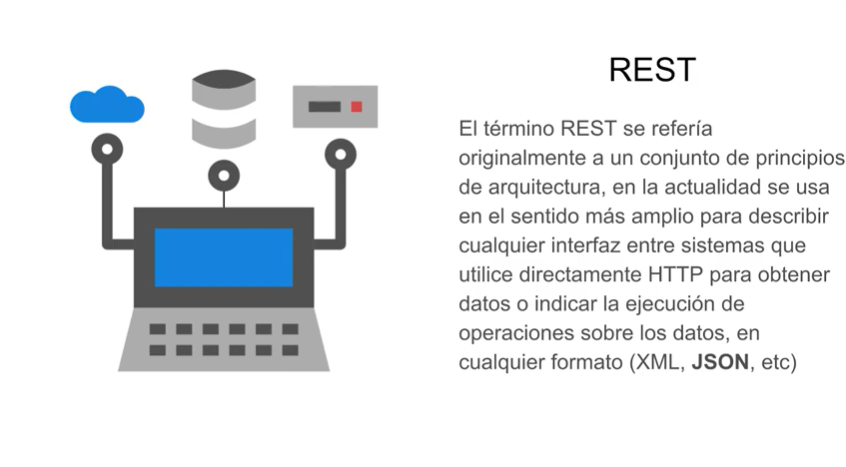 REST
El término REST se refería
originalmente a un conjunto de principios
de arquitectura, en la actualidad se usa
en el sentido más amplio para describir
cualquier interfaz entre sistemas que
utilice directamente HTTP para obtener
datos o indicar la ejecución de
operaciones sobre los datos, en
cualquier formato (XML, JSON, etc)